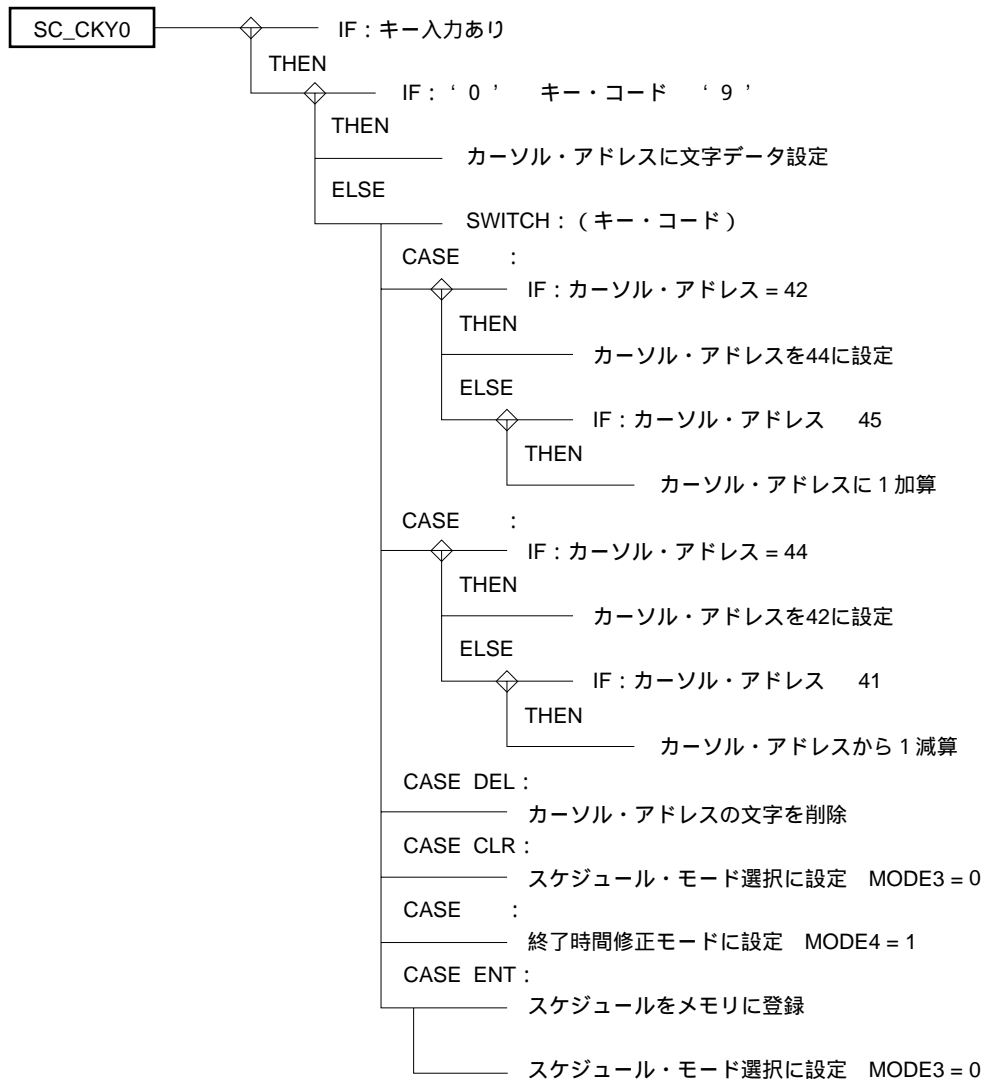 SC_CKY0
IF：キー入力あり
THEN
IF：‘０’　キー・コード　‘９’
THEN
カーソル・アドレスに文字データ設定
ELSE
SWITCH：（キー・コード）
CASE　　：
IF：カーソル・アドレス＝42
THEN
カーソル・アドレスを44に設定
ELSE
IF：カーソル・アドレス　45
THEN
カーソル・アドレスに１加算
CASE　　：
IF：カーソル・アドレス＝44
THEN
カーソル・アドレスを42に設定
ELSE
IF：カーソル・アドレス　41
THEN
カーソル・アドレスから１減算
CASE DEL：
カーソル・アドレスの文字を削除
CASE CLR：
スケジュール・モード選択に設定　MODE3＝0
CASE　　：
終了時間修正モードに設定　MODE4＝1
CASE ENT：
スケジュールをメモリに登録
スケジュール・モード選択に設定　MODE3＝0